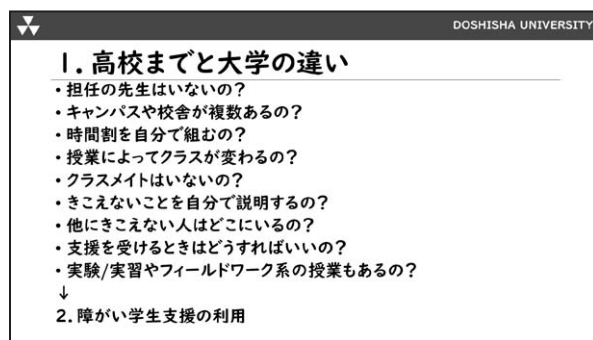 DOSHISHA UNIVERSITY
1.高校までと大学の違い
・担任の先生はいないの?
・キャンパスや校舎が複数あるの?
・時間割を自分で組むの?
・授業によってクラスが変わるの?
・クラスメイトはいないの?
・きこえないことを自分で説明するの?
・他にきこえない人はどこにいるの?
・支援を受けるときはどうすればいいの?
・実験/実習やフィールドワーク系の授業もあるの?
↓
2.障がい学生支援の利用